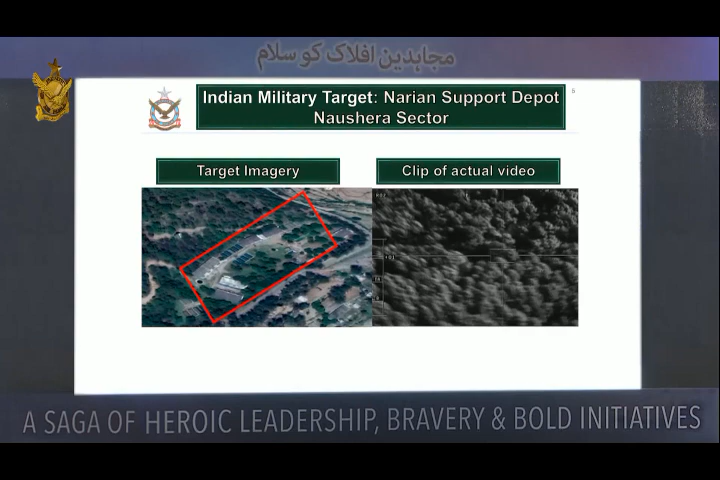 مجاہدین افلاک کو سلام
Indian Military Target: Narian Support Depot
Naushera Sector
Target Imagery
Clip of actual video
A SAGA OF HEROIC LEADERSHIP, BRAVERY & BOLD INITIATIVES